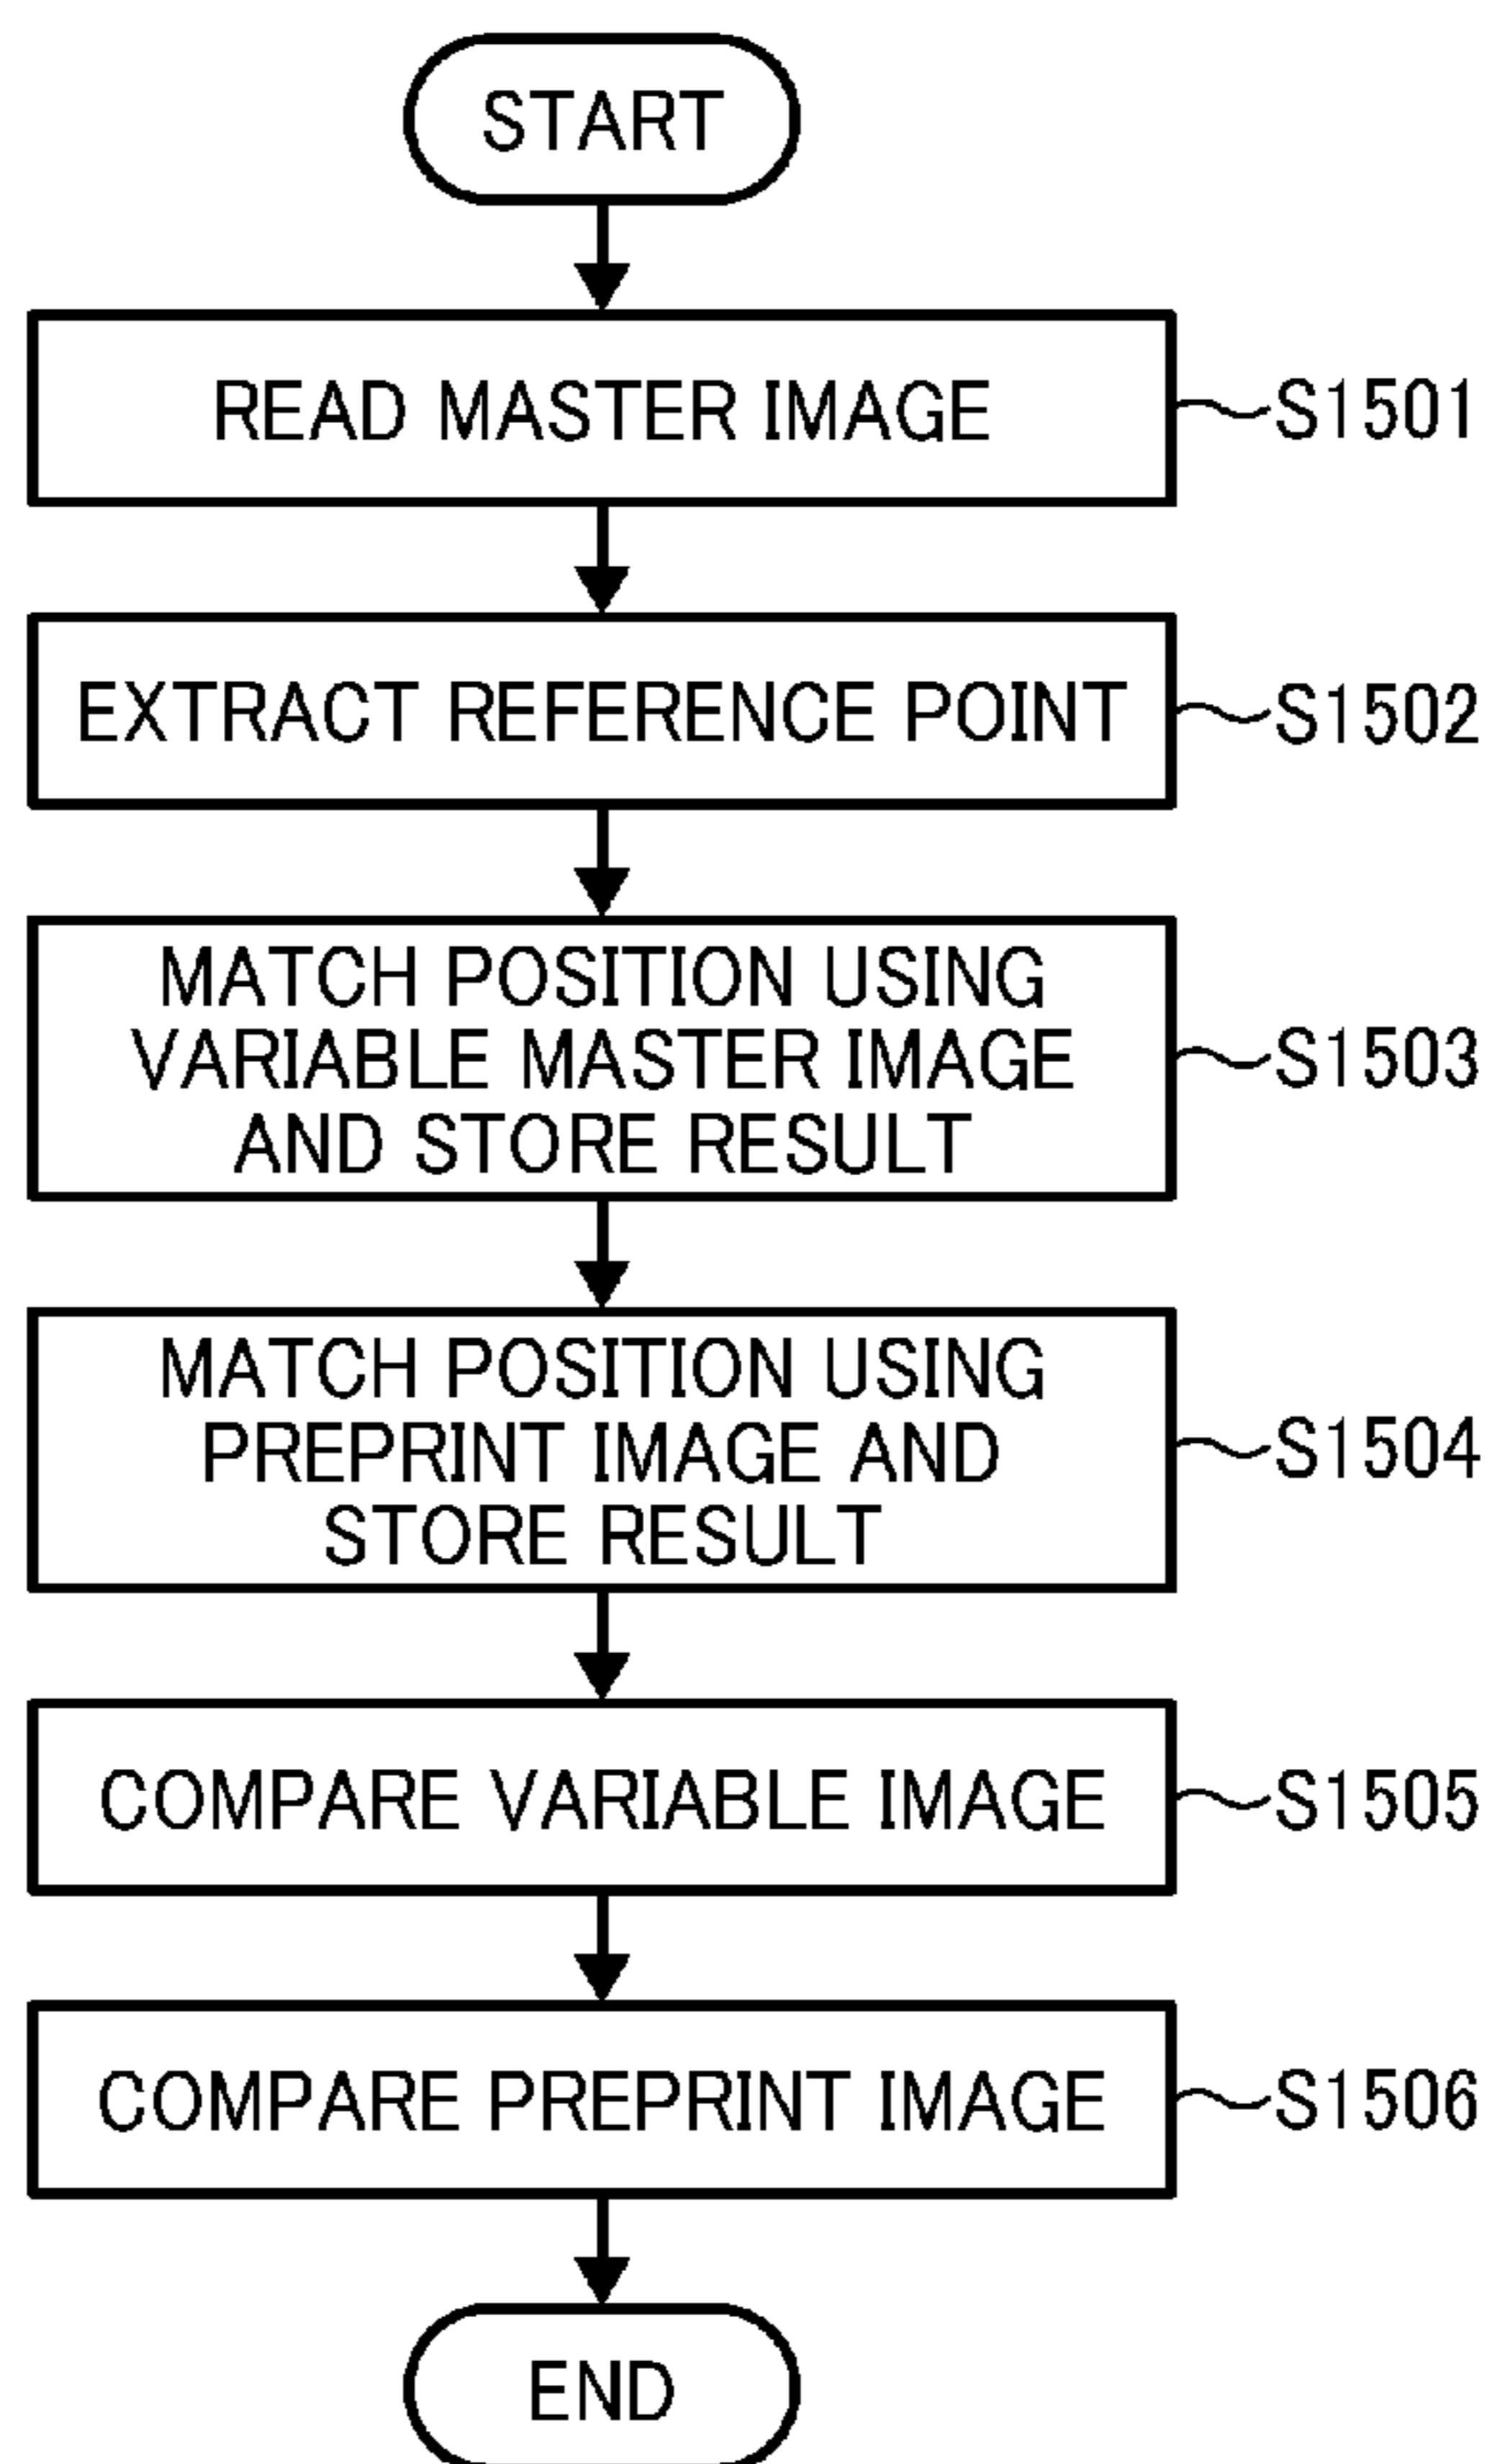 START
READ MASTER IMAGE
S1501
EXTRACT REFERENCE POINT
S1502
MATCH POSITION USING
VARIABLE MASTER IMAGE
AND STORE RESULT
S1503
MATCH POSITION USING
PREPRINT IMAGE AND
STORE RESULT
S1504
COMPARE VARIABLE IMAGE
S1505
COMPARE PREPRINT IMAGE
S1506
END